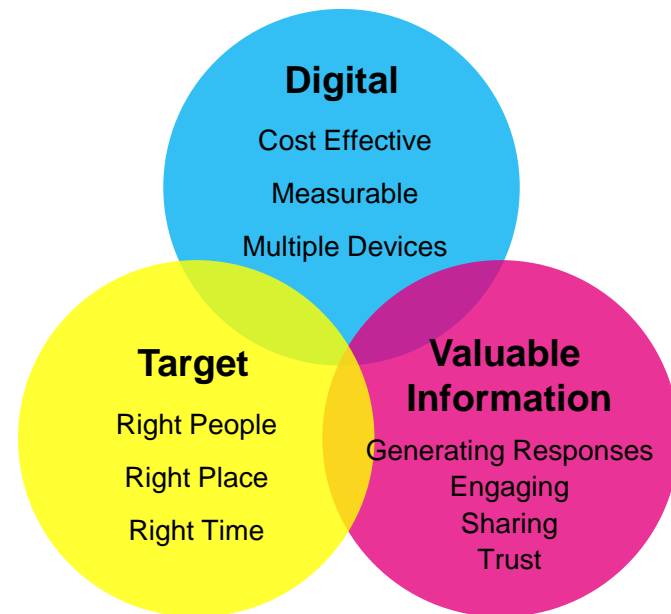 Digital
Cost Effective
Measurable
Multiple Devices
Target
Right People
Right Place
Right Time
Valuable
Information
Generating Responses
Engaging
Sharing
Trust